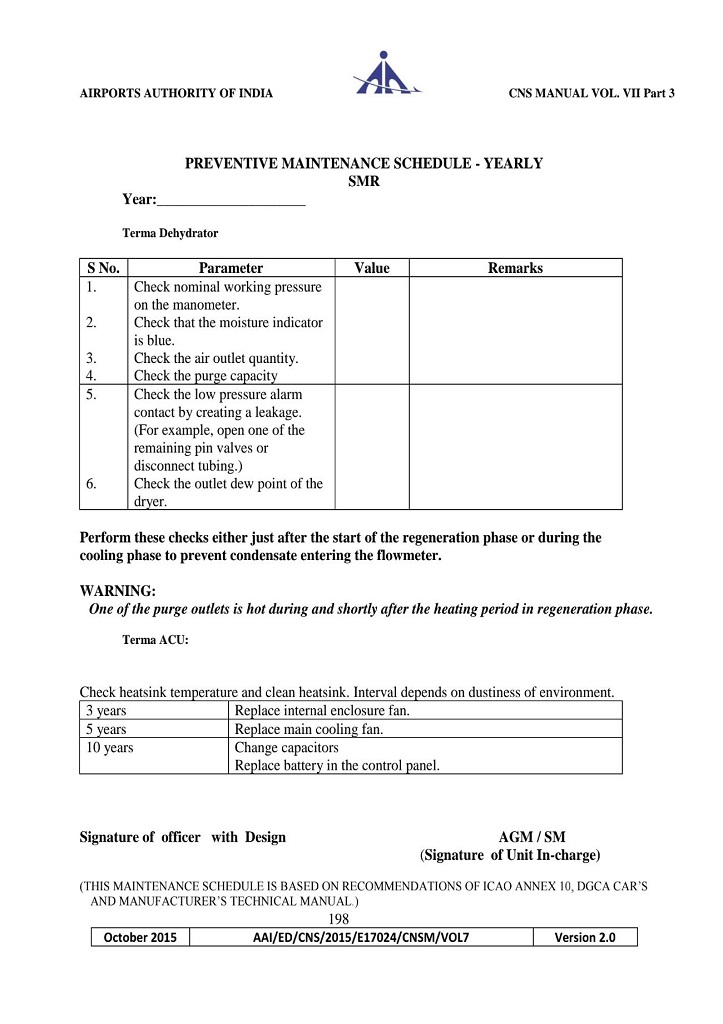 AIRPORTS AUTHORITY OF INDIA CNS MANUAL VOL. VII Part 3
PREVENTIVE MAINTENANCE SCHEDULE - YEARLY
SMR
Year:____________________
Terma Dehydrator
S No. Parameter Value Remarks
1. Check nominal working pressure
on the manometer.
2. Check that the moisture indicator
is blue.
3. Check the air outlet quantity.
4. Check the purge capacity
5. Check the low pressure alarm
contact by creating a leakage.
(For example, open one of the
remaining pin valves or
disconnect tubing.)
6. Check the outlet dew point of the
dryer.
Perform these checks either just after the start of the regeneration phase or during the
cooling phase to prevent condensate entering the flowmeter.
WARNING:
One of the purge outlets is hot during and shortly after the heating period in regeneration phase.
Terma ACU:
Check heatsink temperature and clean heatsink. Interval depends on dustiness of environment.
3 years Replace internal enclosure fan.
5 years Replace main cooling fan.
10 years Change capacitors
Replace battery in the control panel.
Signature of officer with Design AGM / SM
(Signature of Unit In-charge)
(THIS MAINTENANCE SCHEDULE IS BASED ON RECOMMENDATIONS OF ICAO ANNEX 10, DGCA CAR'S
AND MANUFACTURER'S TECHNICAL MANUAL.)
198
October 2015 AAI/ED/CNS/2015/E17024/CNSM/VOL7 Version 2.0